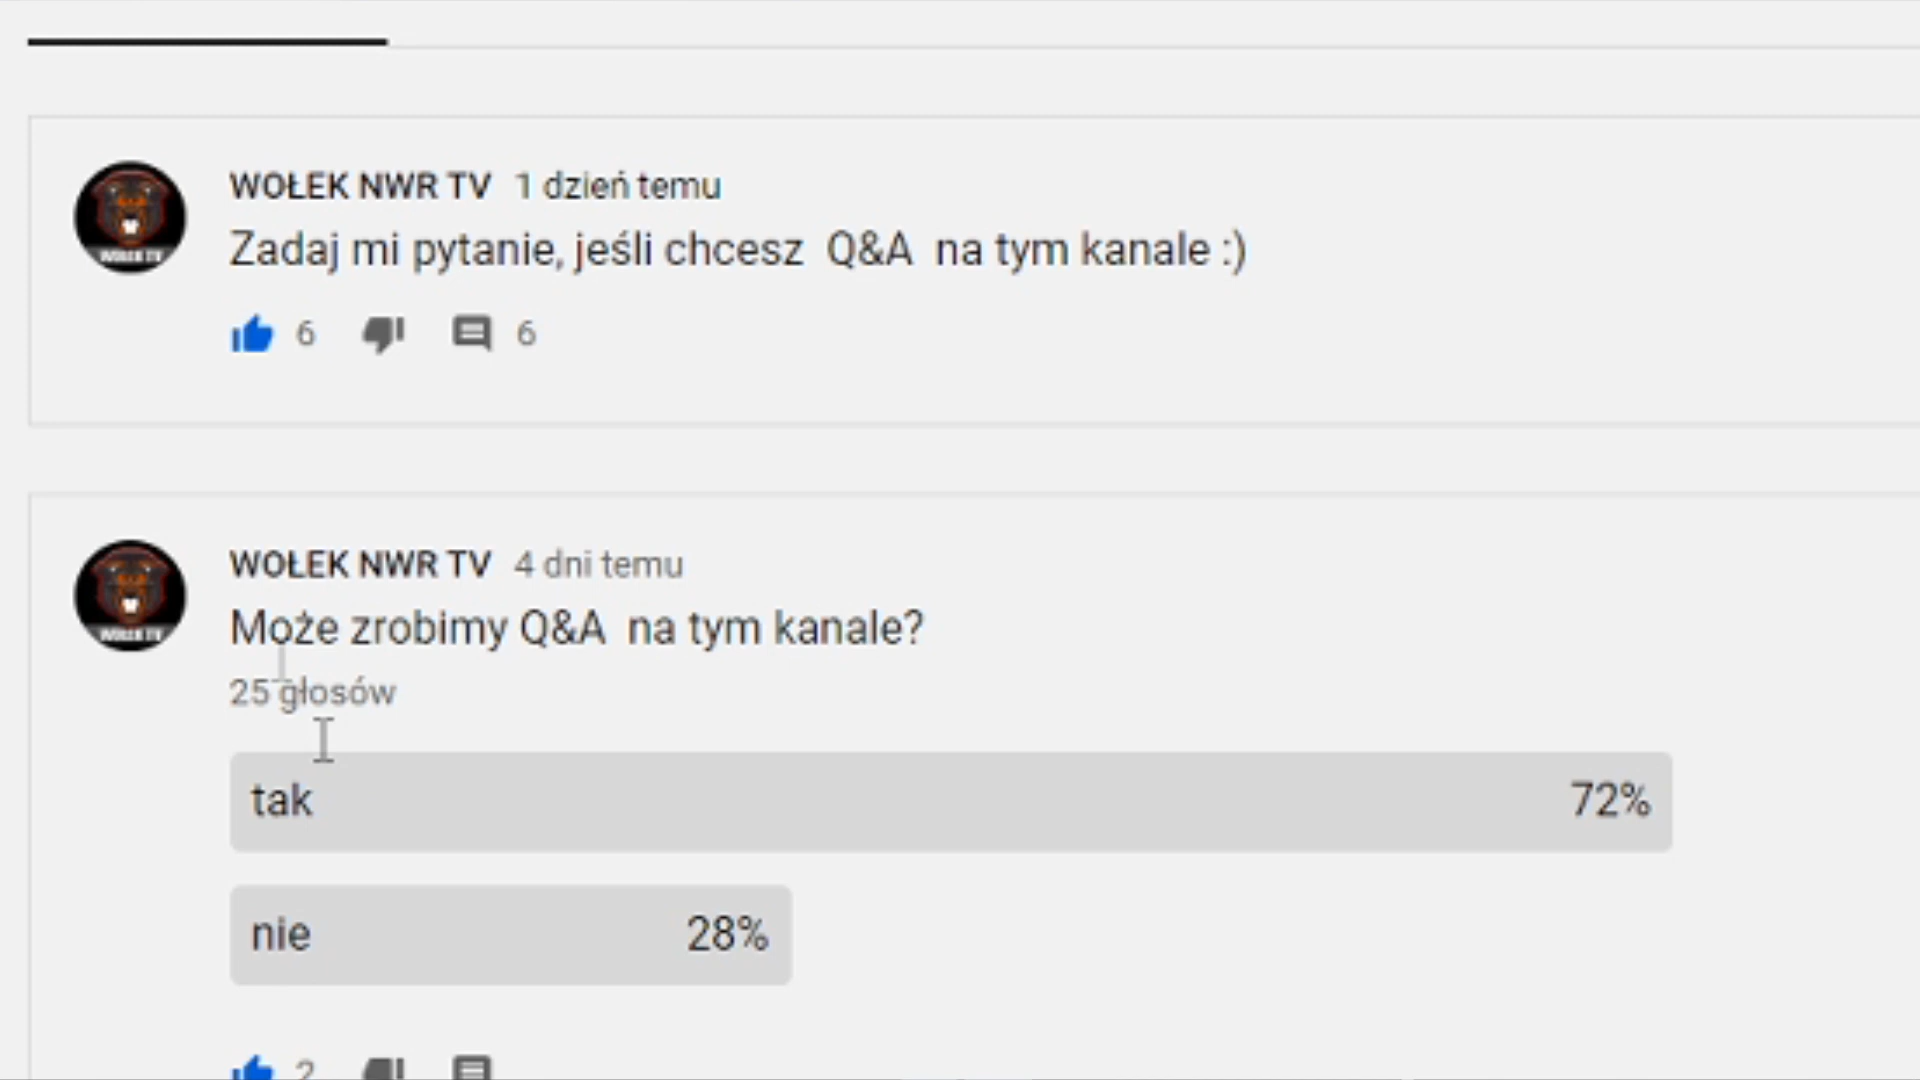 WOŁEK NWR TV 1 dzień temu
Zadaj mi pytanie, jeśli chcesz Q&A na tym kanale :)
6 6
WOŁEK NWR TV 4 dni temu
Może zrobimy Q&A na tym kanale?
25 głosów
tak 72%
nie 28%
2